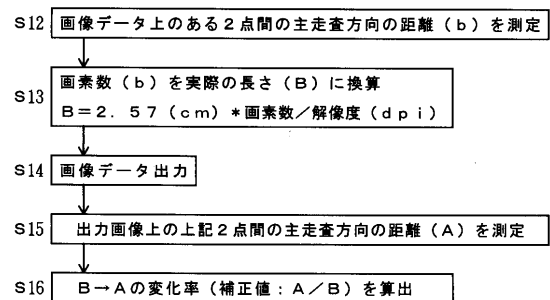 S12 画像データ上のある2点間の主走査方向の距離(b)を測定
S13 画素数(b)を実際の長さ(B)に換算
B=2.57(cm)*画素数/解像度(dpi)
S14 画像データ出力
S15 出力画像上の上記2点間の主走査方向の距離(A)を測定
S16 B→Aの変化率(補正値:A/B)を算出